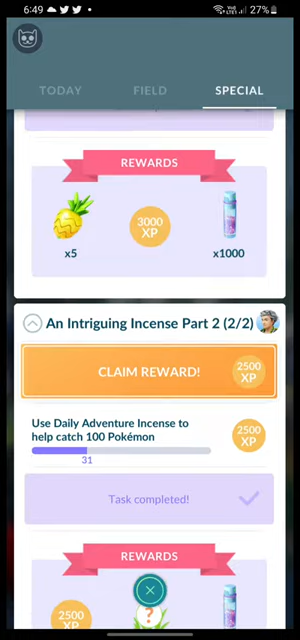 6:49
27%
TODAY FIELD SPECIAL
REWARDS
3000
XP
x5 x1000
An Intriguing Incense Part 2 (2/2)
CLAIM REWARD! 2500
XP
Use Daily Adventure Incense to
help catch 100 Pokémon
2500
XP
31
Task completed!
REWARDS
2500
XP
?